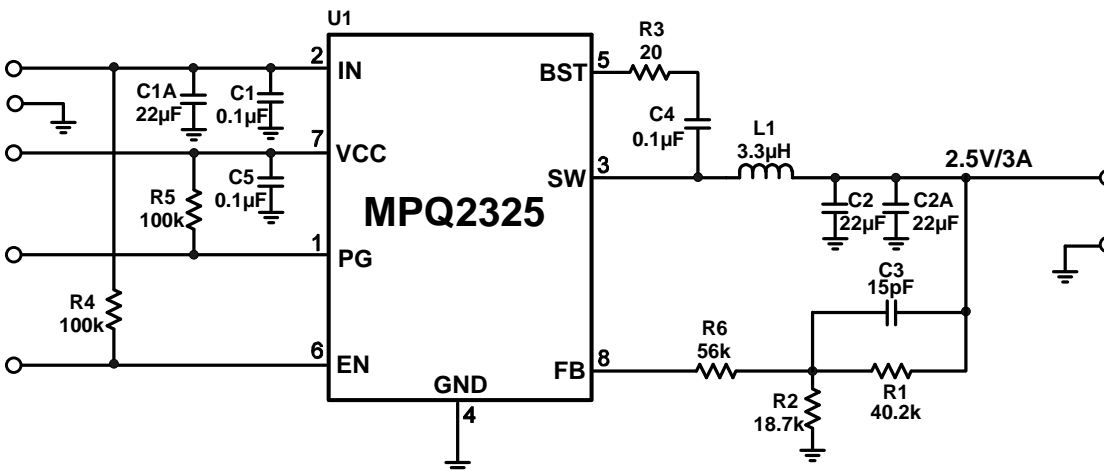 U1
2
IN
5
BST
R3
20
C1A
22µF
C1
0.1µF
C4
0.1µF
L1
3.3µH
7
VCC
3
SW
2.5V/3A
R5
100k
C5
0.1µF
MPQ2325
C2
22µF
C2A
22µF
1
PG
C3
15pF
R4
100k
R6
56k
6
EN
8
FB
R1
40.2k
GND
4
R2
18.7k